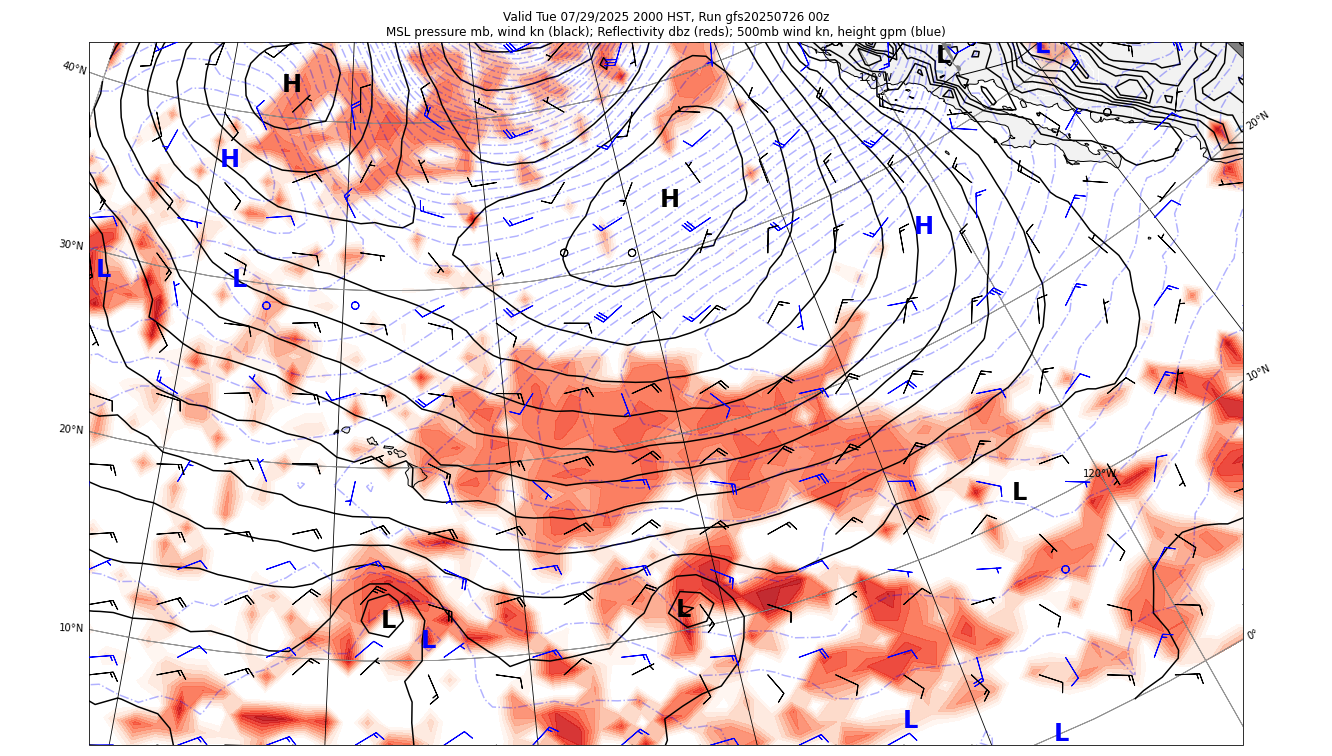 Valid Tue 07/29/2025 2000 HST, Run gfs20250726 00z
MSL pressure mb, wind kn (black); Reflectivity dbz (reds); 500mb wind kn, height gpm (blue)
L
L
40°N
120°W
H
20°N
H
H
H
30°N
L
L
10°N
20°N
120°W
L
L
L
10°N
L
0°
L
L